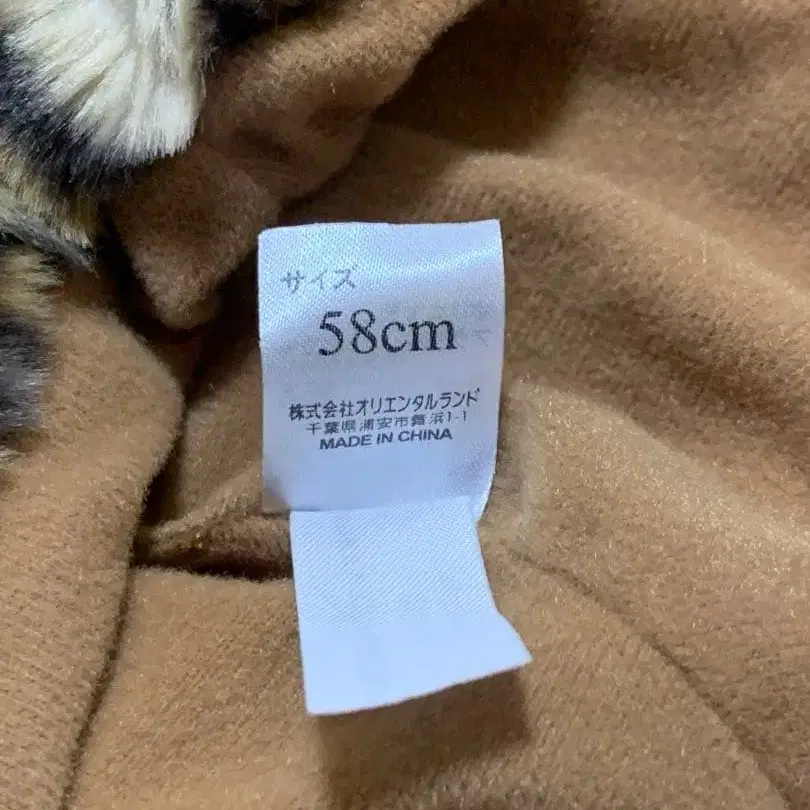 サイズ
58cm
株式会社オリエンタルランド
千葉県浦安市舞浜1-1
MADE IN CHINA